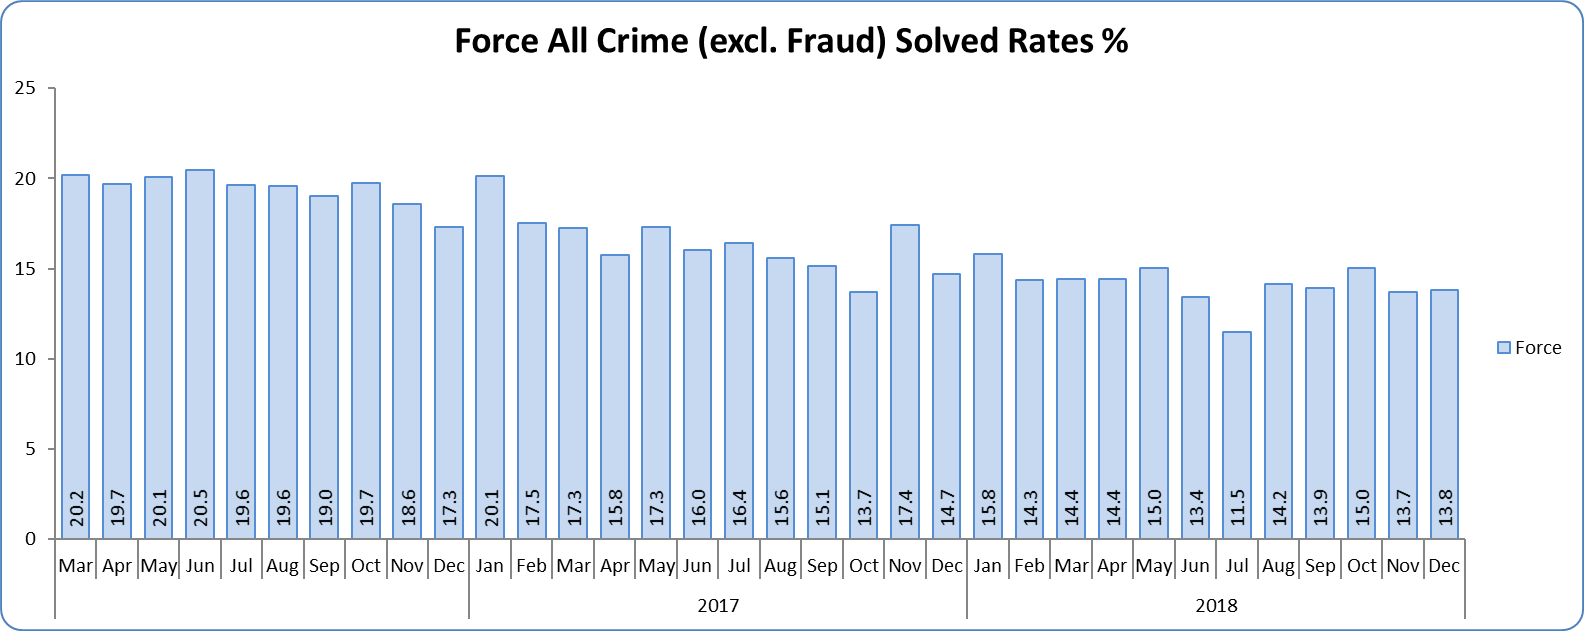 Force All Crime (excl. Fraud) Solved Rates %
25
20
15
10
5
0
20.2 19.7 20.1 20.5 19.6 19.6 19.0 19.7 18.6 17.3 20.1 17.5 17.3 15.8 17.3 16.0 16.4 15.6 15.1 13.7 17.4 14.7 15.8 14.3 14.4 14.4 15.0 13.4 11.5 14.2 13.9 15.0 13.7 13.8
Mar Apr May Jun Jul Aug Sep Oct Nov Dec Jan Feb Mar Apr May Jun Jul Aug Sep Oct Nov Dec Jan Feb Mar Apr May Jun Jul Aug Sep Oct Nov Dec
2017 2018
Force